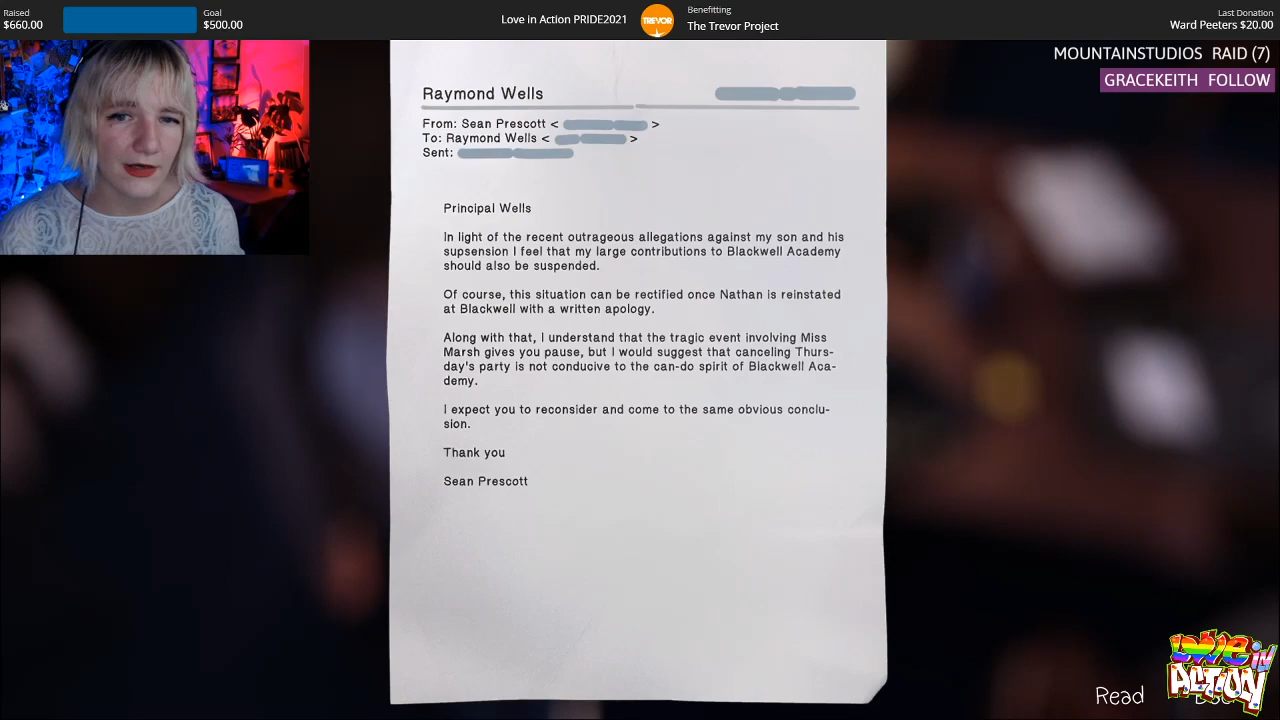 Raised
$660.00
Goal
$500.00
Love in Action PRIDE2021
TREVOR
Benefitting
The Trevor Project
Last Donation
Ward Peeters $20.00
MOUNTAINSTUDIOS RAID (7)
GRACEKEITH FOLLOW
Raymond Wells
From: Sean Prescott < >
To: Raymond Wells < >
Sent:
Principal Wells
In light of the recent outrageous allegations against my son and his
supsension I feel that my large contributions to Blackwell Academy
should also be suspended.
Of course, this situation can be rectified once Nathan is reinstated
at Blackwell with a written apology.
Along with that, I understand that the tragic event involving Miss
Marsh gives you pause, but I would suggest that canceling Thurs-
day's party is not conducive to the can-do spirit of Blackwell Aca-
demy.
I expect you to reconsider and come to the same obvious conclu-
sion.
Thank you
Sean Prescott
Read
Love in
Action